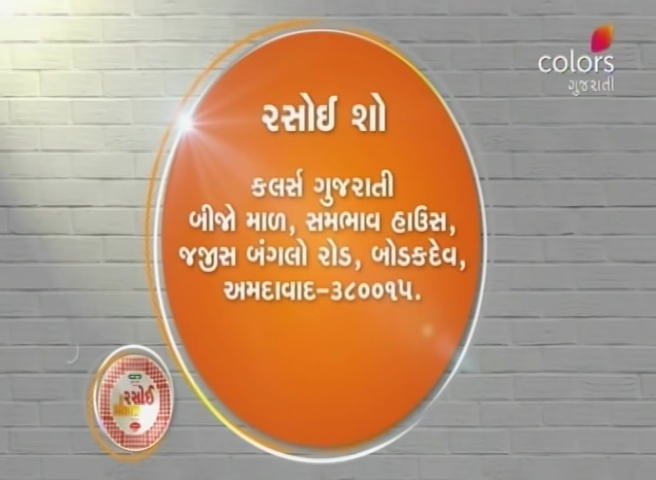 colors
ગુજરાતી
રસોઈ શો
કલર્સ ગુજરાતી
બીજો માળ, સમભાવ હાઉસ,
જજીસ બંગલો રોડ, બોડકદેવ,
અમદાવાદ-૩૮૦૦૧૫.
રસોઈ